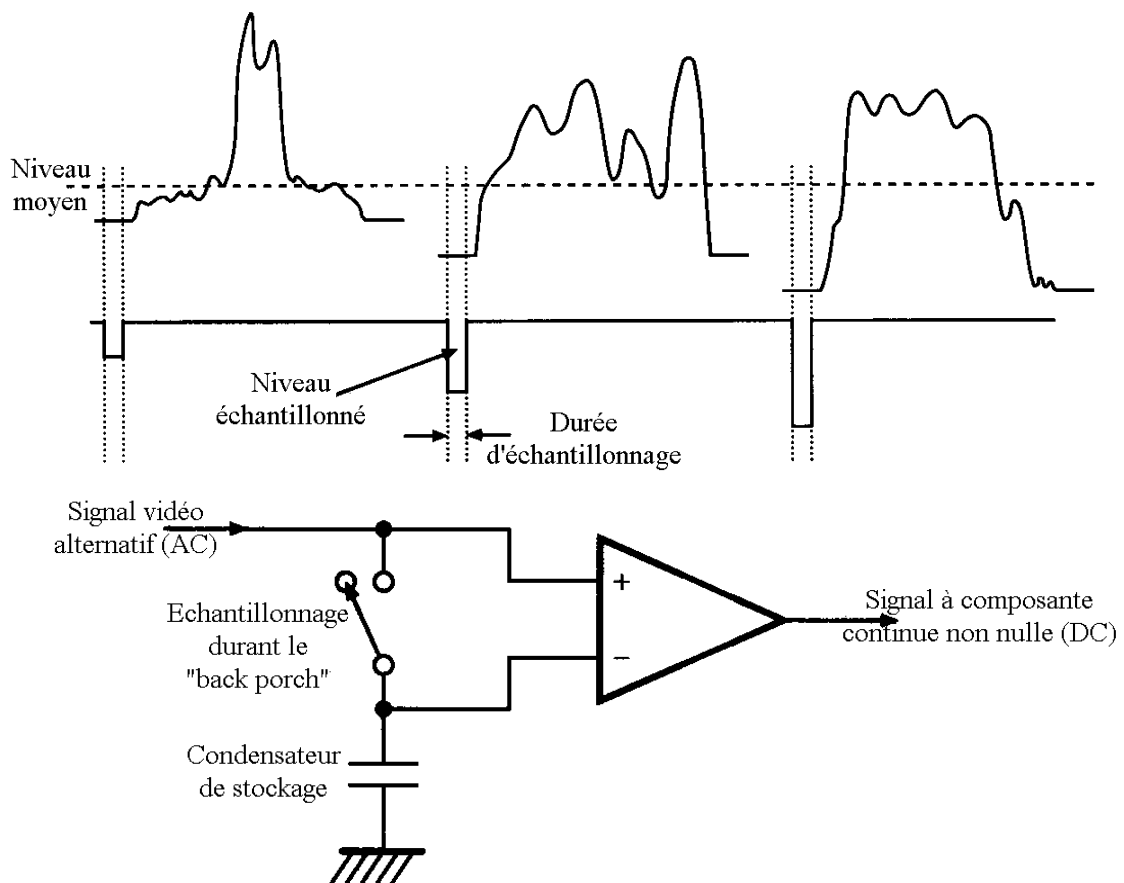 Niveau
moyen
Niveau
échantillonné
Durée
d'échantillonnage
Signal vidéo
alternatif (AC)
Echantillonnage
durant le
"back porch"
+
−
Signal à composante
continue non nulle (DC)
Condensateur
de stockage